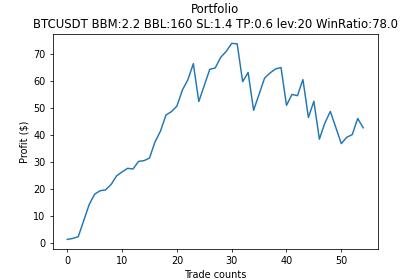 Portfolio
BTCUSDT BBM:2.2 BBL:160 SL:1.4 TP:0.6 lev:20 WinRatio:78.0
70
60
50
40
30
20
10
0
Profit ($)
0 10 20 30 40 50
Trade counts